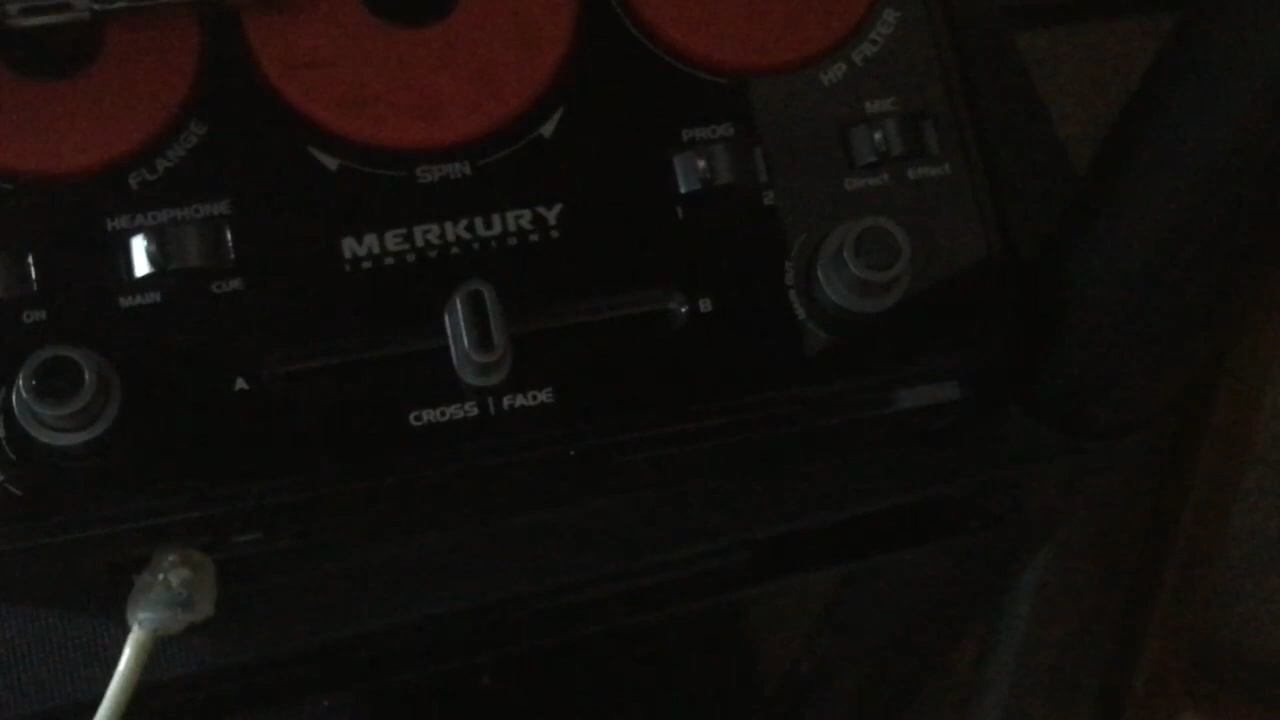 HP FILTER
MIC
Direct Effect
FLANGE
SPIN
PROG
1 2
HEADPHONE
MAIN CUE
ON
MERKURY
INNOVATIONS
A
B
CROSS | FADE